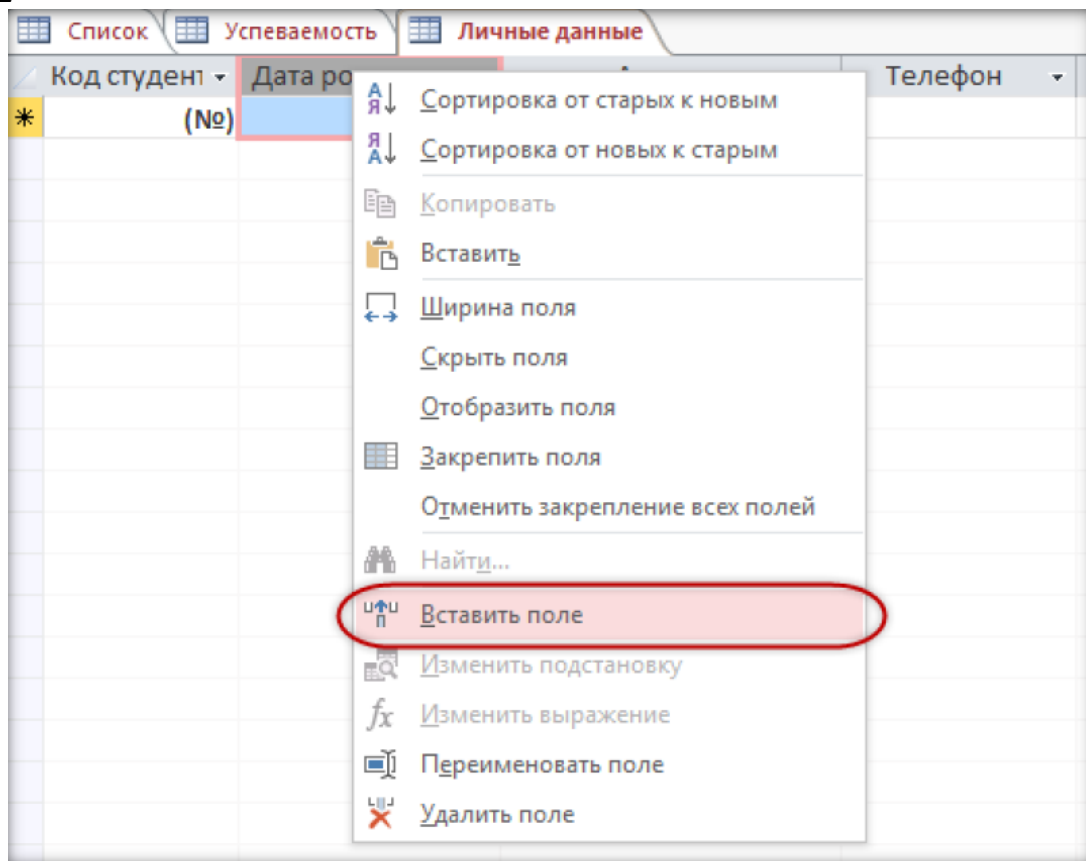 Список Успеваемость Личные данные
Код студент Дата ро Телефон
(№)
Сортировка от старых к новым
Сортировка от новых к старым
Копировать
Вставить
Ширина поля
Скрыть поля
Отобразить поля
Закрепить поля
Отменить закрепление всех полей
Найти...
Вставить поле
Изменить подстановку
Изменить выражение
Переименовать поле
Удалить поле